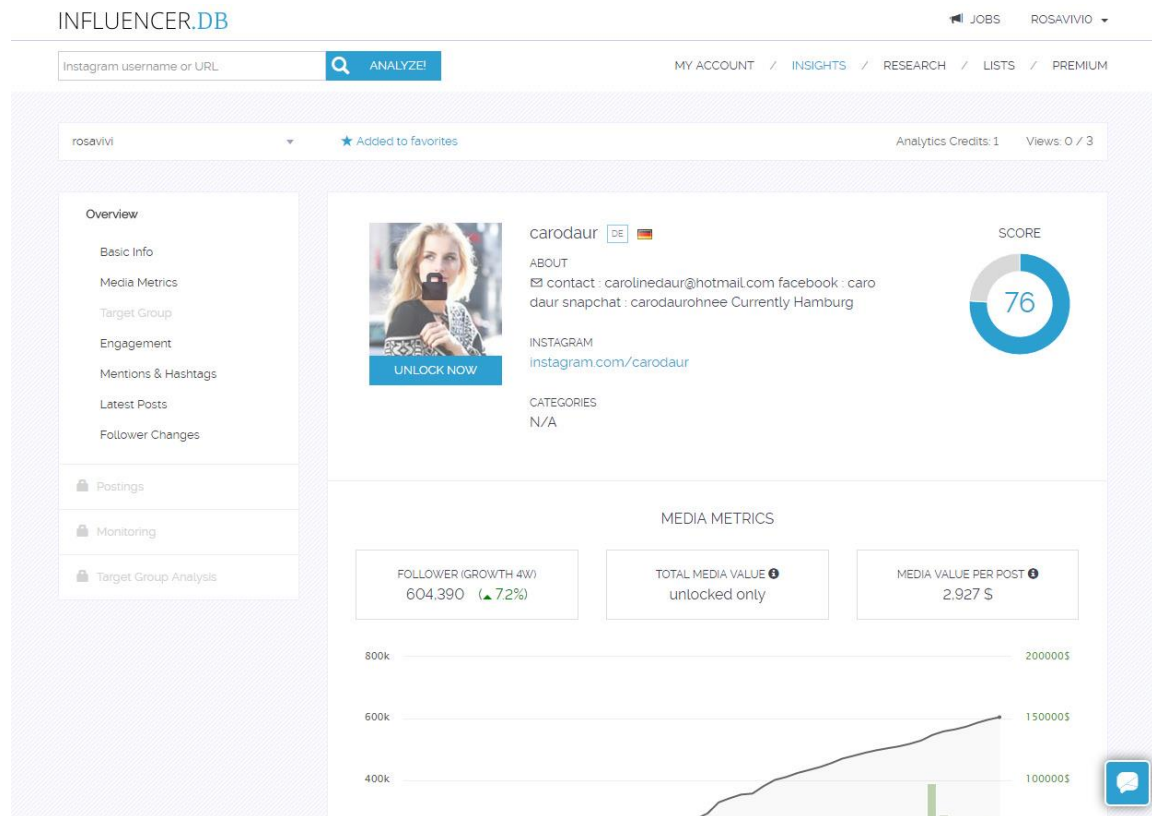 INFLUENCER.DB
JOBS ROSAVIVIO
Instagram username or URL ANALYZE!
MY ACCOUNT / INSIGHTS / RESEARCH / LISTS / PREMIUM
rosavivi Added to favorites Analytics Credits: 1 Views: 0 / 3
Overview
Basic Info
Media Metrics
Target Group
Engagement
Mentions & Hashtags
Latest Posts
Follower Changes
Postings
Monitoring
Target Group Analysis
UNLOCK NOW
carodaur DE
ABOUT
contact : carolinedaur@hotmail.com facebook : caro
daur snapchat : carodaurohnee Currently Hamburg
INSTAGRAM
instagram.com/carodaur
CATEGORIES
N/A
SCORE
76
MEDIA METRICS
FOLLOWER (GROWTH 4W)
604,390 (▲ 7.2%)
TOTAL MEDIA VALUE
unlocked only
MEDIA VALUE PER POST
2,927 $
800k 200000$
600k 150000$
400k 100000$